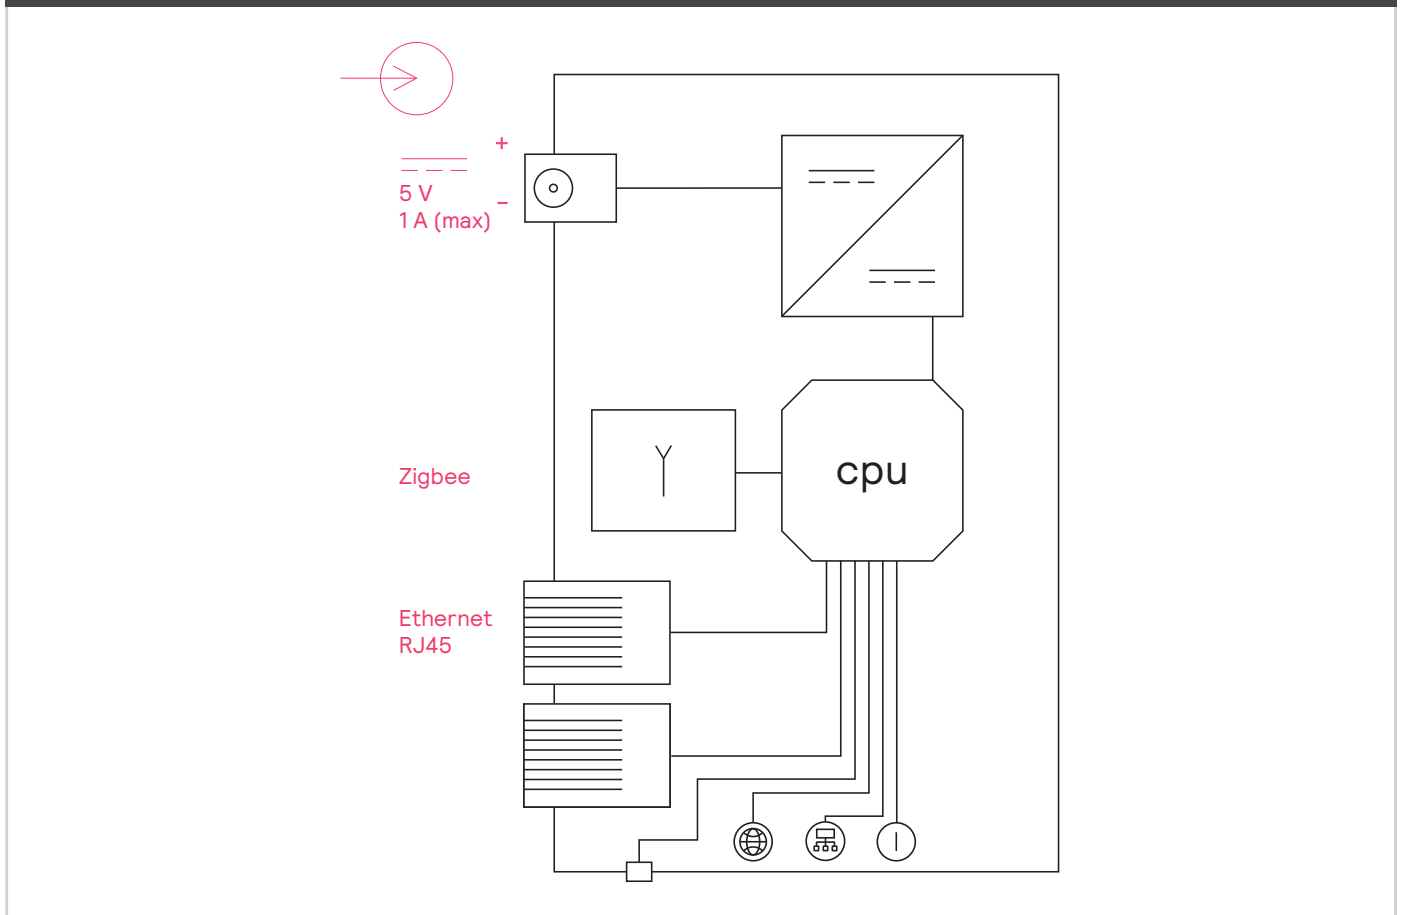 +
5 V
−
1 A (max)
Zigbee
cpu
Ethernet
RJ45